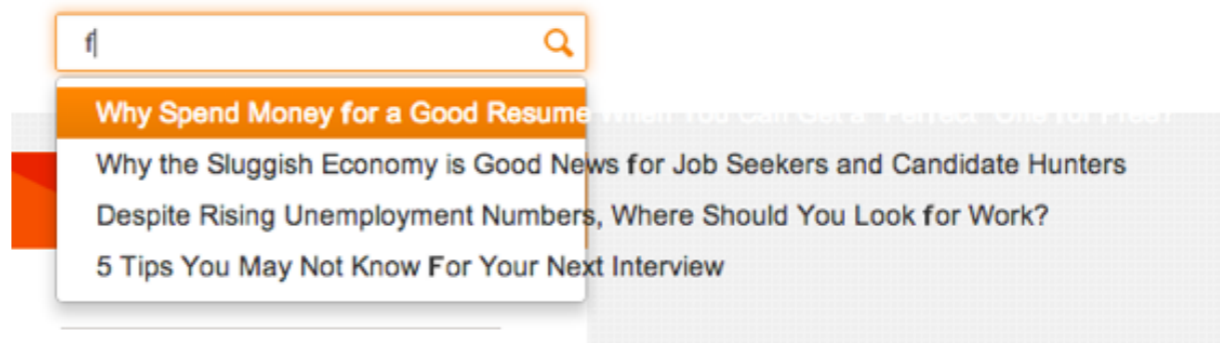 f
Why Spend Money for a Good Resume When You Can Get a "Perfect" One for Free?
Why the Sluggish Economy is Good News for Job Seekers and Candidate Hunters
Despite Rising Unemployment Numbers, Where Should You Look for Work?
5 Tips You May Not Know For Your Next Interview